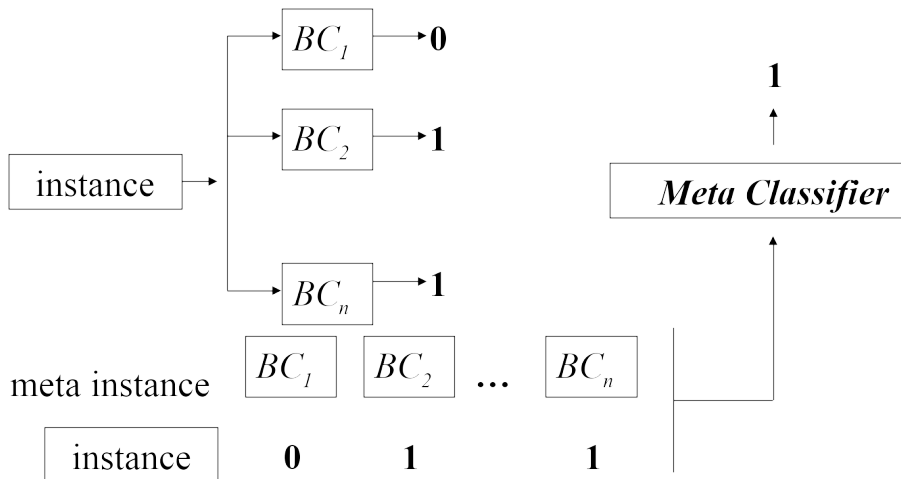 BC1 0
1
BC2 1
instance
Meta Classifier
BCn 1
BC1 BC2 ... BCn
meta instance
instance 0 1 1